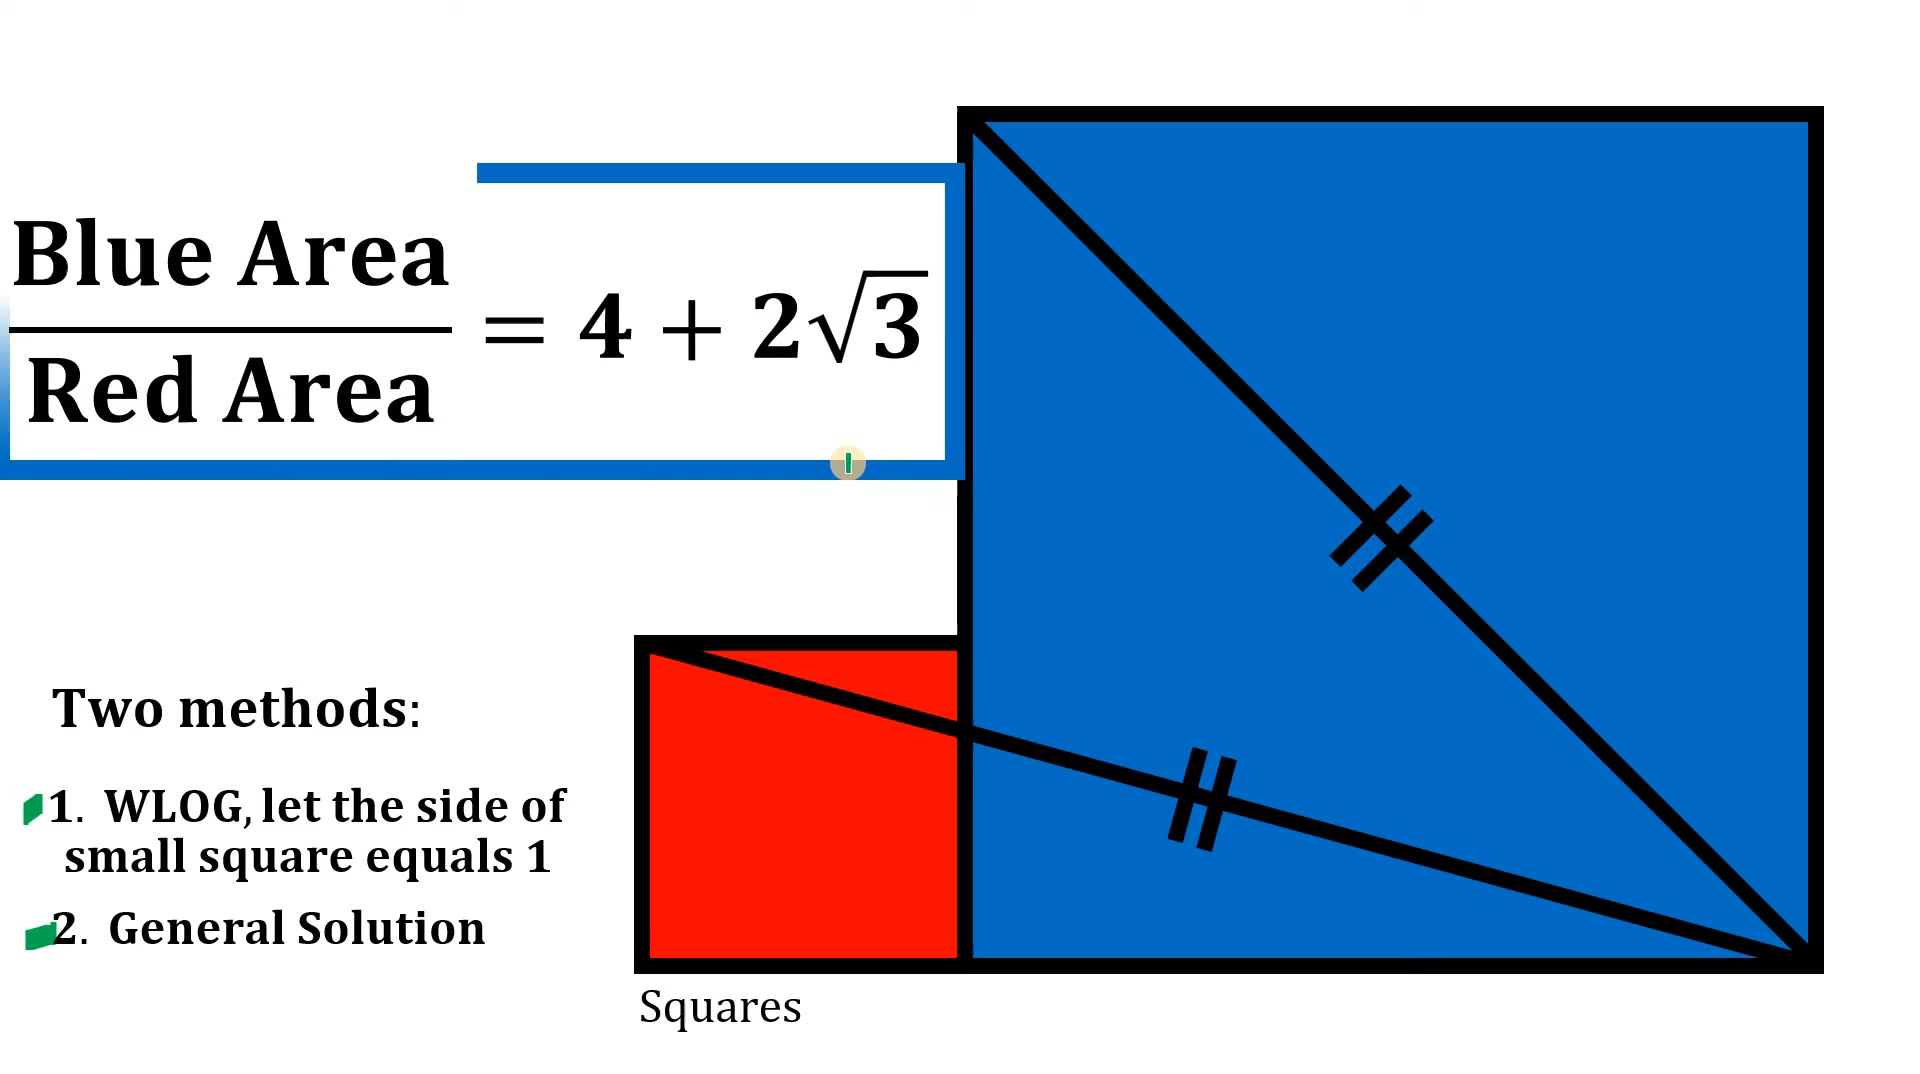 Blue Area
Red Area
= 4 + 2√3
Two methods:
1. WLOG, let the side of
small square equals 1
2. General Solution
Squares